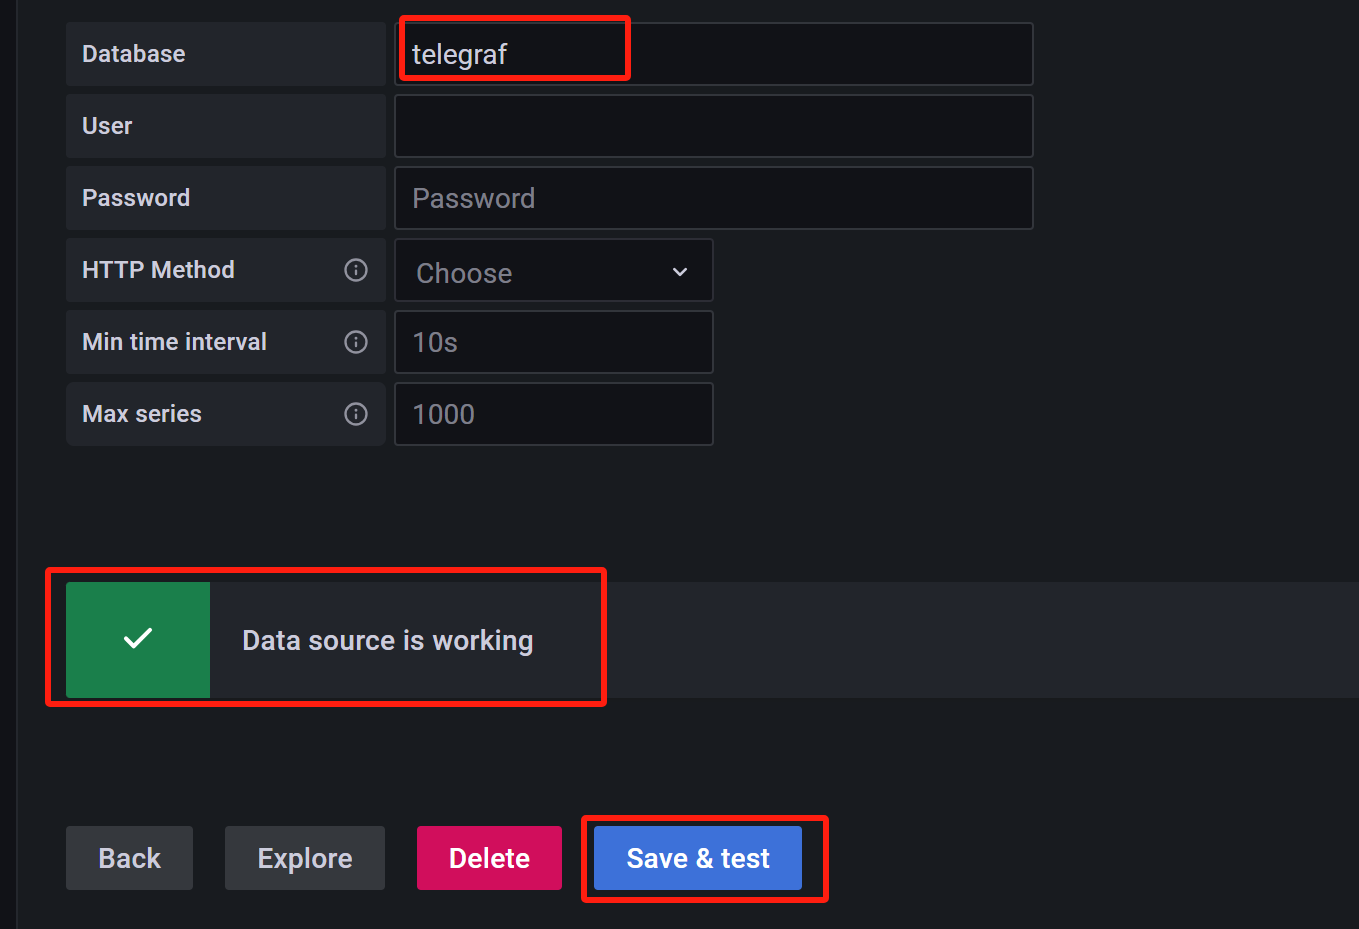 Database telegraf
User
Password Password
HTTP Method Choose
Min time interval 10s
Max series 1000
Data source is working
Back Explore Delete Save & test